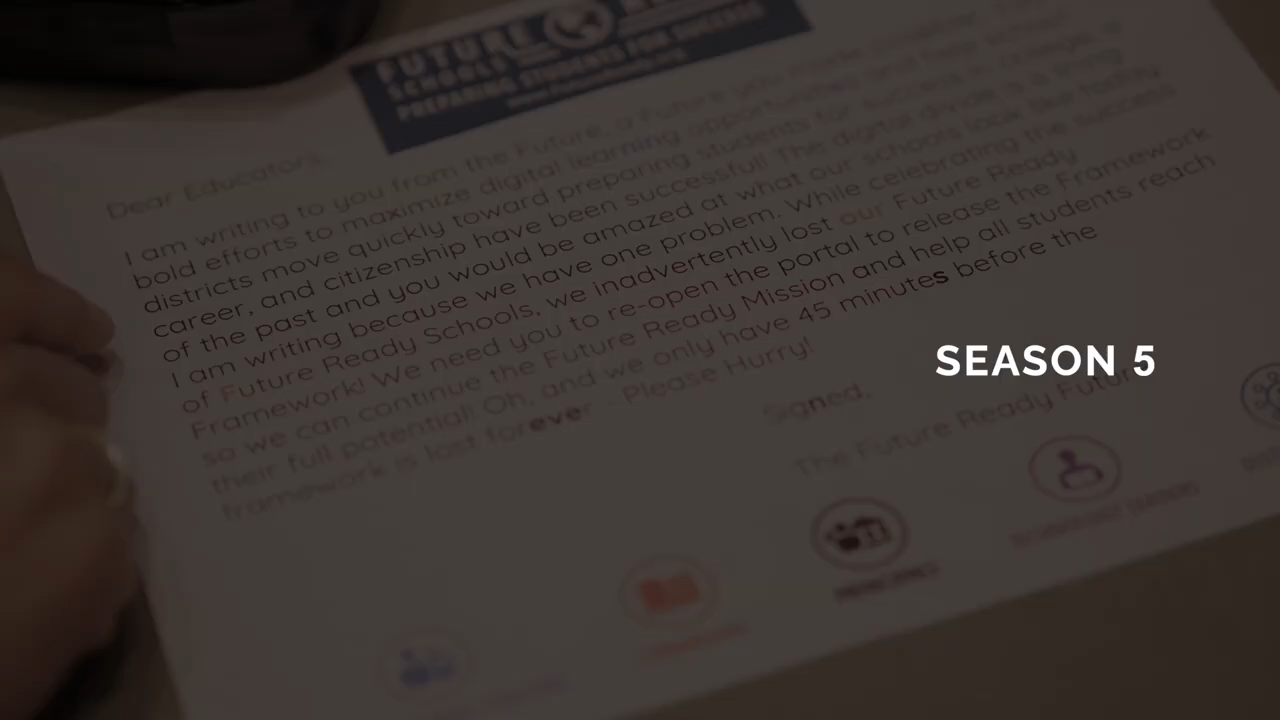 FUTURE
SCHOOLS
PREPARING STUDENTS FOR SUCCESS
Dear Educators,
I am writing to you from the Future, a Future you made
bold efforts to maximize digital learning opportunities and
districts move quickly toward preparing students for success in college,
career, and citizenship have been successful! The digital divide is a thing
of the past and you would be amazed at what our schools look like today.
I am writing because we have one problem. While celebrating the success
of Future Ready Schools, we inadvertently lost our Future Ready
Framework! We need you to re-open the portal to release the Framework
so we can continue the Future Ready Mission and help all students reach
their full potential! Oh, and we only have 45 minutes before the
framework is lost forever - Please Hurry!
Signed,
The Future Ready Future
SEASON 5
PRINCIPALS